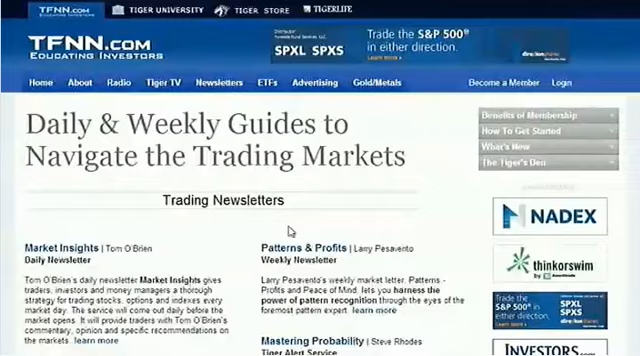 TFNN.COM
EDUCATING INVESTORS
TIGER UNIVERSITY
TIGER STORE
TIGERLIFE
TFNN.COM
EDUCATING INVESTORS
SPXL SPXS
Trade the S&P 500®
in either direction.
Learn more ›
Home About Radio Tiger TV Newsletters ETFs Advertising Gold/Metals Become a Member Login
Daily & Weekly Guides to
Navigate the Trading Markets
Trading Newsletters
Benefits of Membership
How To Get Started
What's New
The Tiger's Den
NADEX
thinkorswim
Trade the
S&P 500®
in either direction.
Learn more ›
SPXL
SPXS
INVESTORS.com
Market Insights | Tom O'Brien
Daily Newsletter
Tom O'Brien's daily newsletter Market Insights gives
traders, investors and money managers a thorough
strategy for trading stocks, options and indexes every
market day. The service will come out daily before the
market opens. It will provide traders with Tom O'Brien's
commentary, opinion and specific recommendations on
the markets. learn more
Patterns & Profits | Larry Pesavento
Weekly Newsletter
Larry Pesavento's weekly market letter, Patterns -
Profits and Peace of Mind, lets you harness the
power of pattern recognition through the eyes of the
foremost pattern expert learn more
Mastering Probability | Steve Rhodes
Tiger Alert Service